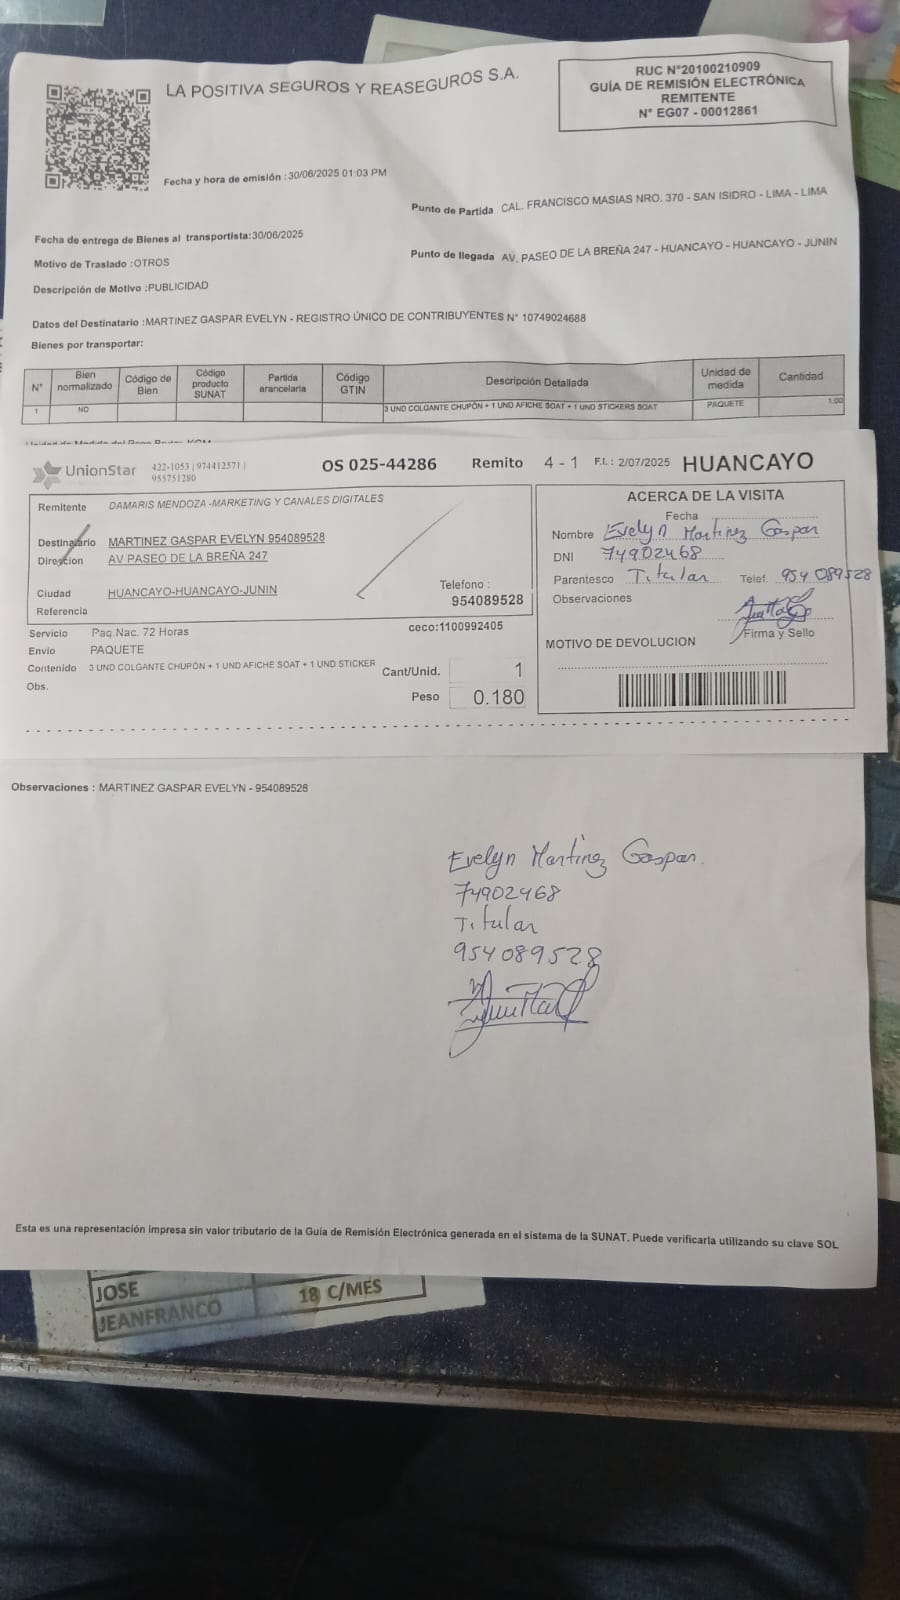 LA POSITIVA SEGUROS Y REASEGUROS S.A.
RUC N°20100210909
GUÍA DE REMISIÓN ELECTRÓNICA
REMITENTE
N° EG07 - 00012861
Fecha y hora de emisión :30/06/2025 01:03 PM
Punto de Partida CAL. FRANCISCO MASIAS NRO. 370 - SAN ISIDRO - LIMA - LIMA
Fecha de entrega de Bienes al transportista:30/06/2025
Punto de llegada AV. PASEO DE LA BREÑA 247 - HUANCAYO - HUANCAYO - JUNIN
Motivo de Traslado :OTROS
Descripción de Motivo :PUBLICIDAD
Datos del Destinatario :MARTINEZ GASPAR EVELYN - REGISTRO ÚNICO DE CONTRIBUYENTES N° 10749024688
Bienes por transportar:
N° Bien normalizado Código de Bien Código producto SUNAT Partida arancelaria Código GTIN Descripción Detallada Unidad de medida Cantidad
1 NO 3 UND COLGANTE CHUPÓN + 1 UND AFICHE SOAT + 1 UND STICKERS SOAT PAQUETE 1.00
UnionStar 422-1053 | 974412571 |
955751280
OS 025-44286 Remito 4 - 1 F.I.: 2/07/2025 HUANCAYO
Remitente DAMARIS MENDOZA -MARKETING Y CANALES DIGITALES
Destinatario MARTINEZ GASPAR EVELYN 954089528
Direccion AV PASEO DE LA BREÑA 247
Ciudad HUANCAYO-HUANCAYO-JUNIN
Telefono :
954089528
Referencia
Servicio Paq.Nac. 72 Horas
ceco:1100992405
Envío PAQUETE
Contenido 3 UND COLGANTE CHUPÓN + 1 UND AFICHE SOAT + 1 UND STICKER
Cant/Unid. 1
Obs.
Peso 0.180
ACERCA DE LA VISITA
Fecha
Nombre Evelyn Martinez Gaspar
DNI 74902468
Parentesco Titular Telef. 954 089528
Observaciones
Firma y Sello
MOTIVO DE DEVOLUCION
Observaciones : MARTINEZ GASPAR EVELYN - 954089528
Evelyn Martinez Gaspar.
74902468
Titular
954 089528
Esta es una representación impresa sin valor tributario de la Guía de Remisión Electrónica generada en el sistema de la SUNAT. Puede verificarla utilizando su clave SOL
JOSE 18 C/MES
JEANFRANCO